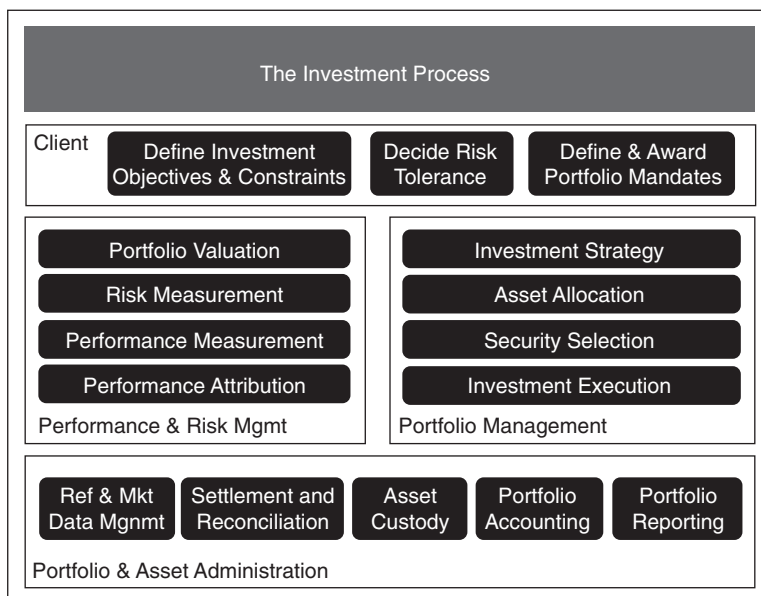 The Investment Process
Client
Define Investment
Objectives & Constraints
Decide Risk
Tolerance
Define & Award
Portfolio Mandates
Portfolio Valuation
Risk Measurement
Performance Measurement
Performance Attribution
Performance & Risk Mgmt
Investment Strategy
Asset Allocation
Security Selection
Investment Execution
Portfolio Management
Ref & Mkt
Data Mgnmt
Settlement and
Reconciliation
Asset
Custody
Portfolio
Accounting
Portfolio
Reporting
Portfolio & Asset Administration